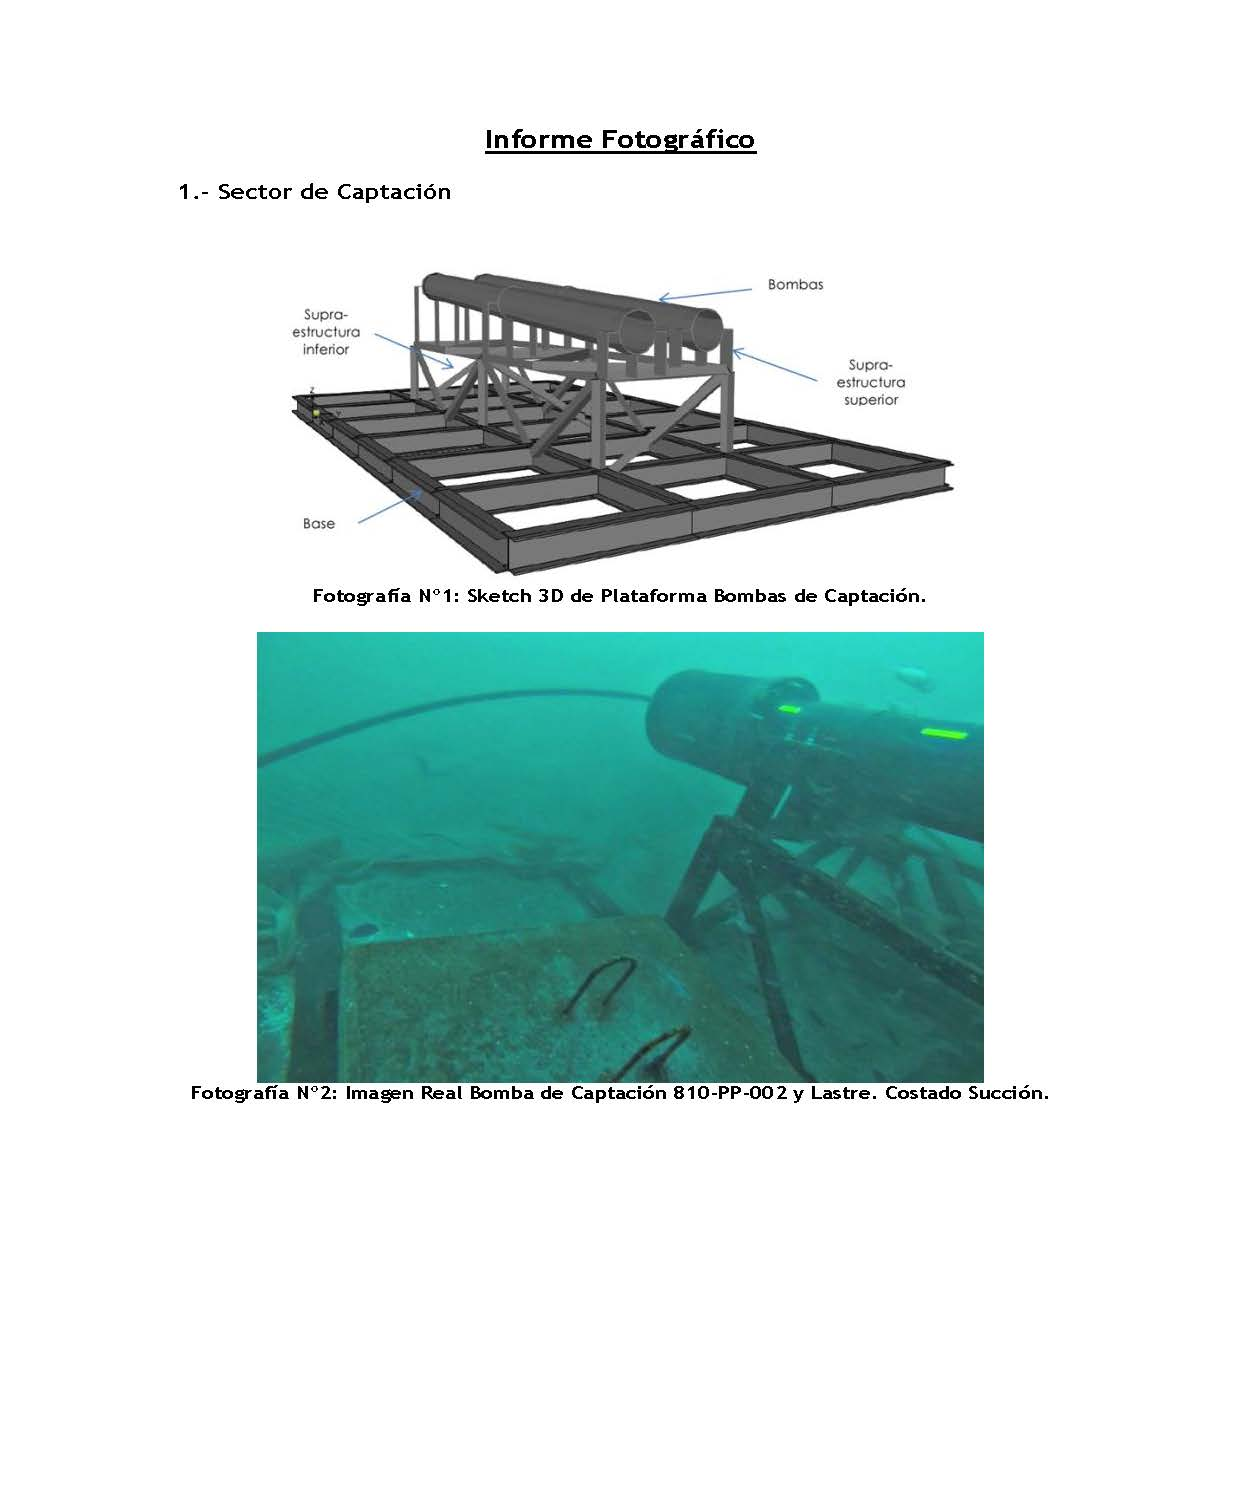 Informe Fotográfico
1.- Sector de Captación
Bombas
Supra-
estructura
inferior
Supra-
estructura
superior
Z
Y
Base
Fotografía N°1: Sketch 3D de Plataforma Bombas de Captación.
Fotografía N°2: Imagen Real Bomba de Captación 810-PP-002 y Lastre. Costado Succión.